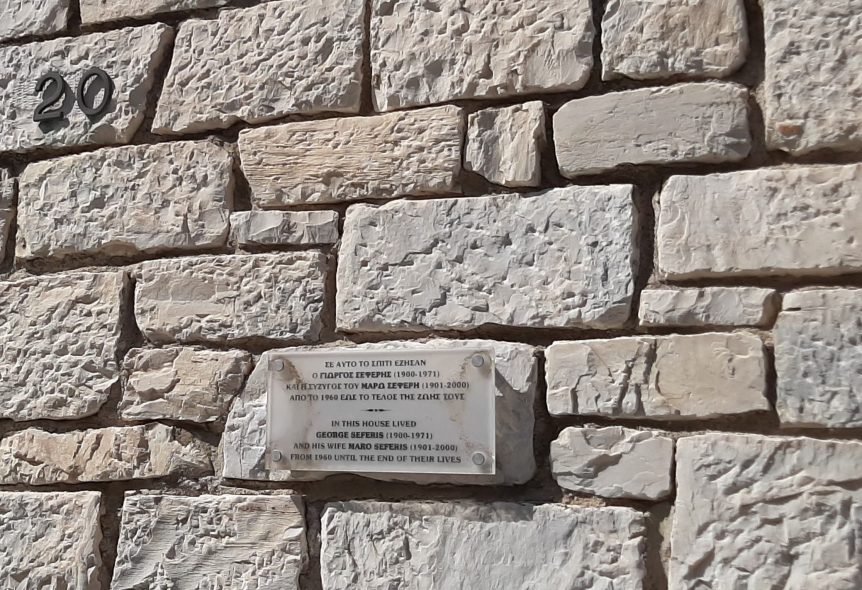 20
ΣΕ ΑΥΤΟ ΤΟ ΣΠΙΤΙ ΕΖΗΣΑΝ
Ο ΓΙΩΡΓΟΣ ΣΕΦΕΡΗΣ (1900-1971)
ΚΑΙ Η ΣΥΖΥΓΟΣ ΤΟΥ ΜΑΡΩ ΣΕΦΕΡΗ (1901-2000)
ΑΠΟ ΤΟ 1960 ΕΩΣ ΤΟ ΤΕΛΟΣ ΤΗΣ ΖΩΗΣ ΤΟΥΣ
IN THIS HOUSE LIVED
GEORGE SEFERIS (1900-1971)
AND HIS WIFE MARO SEFERIS (1901-2000)
FROM 1960 UNTIL THE END OF THEIR LIVES